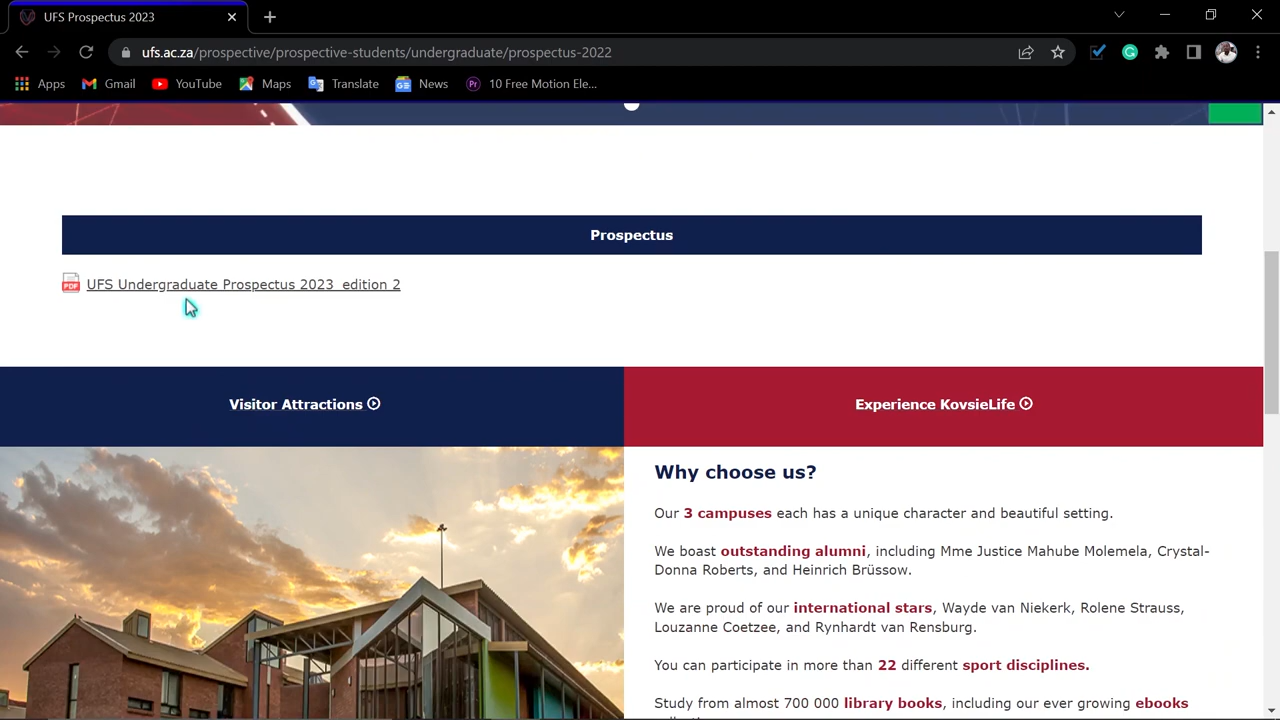 UFS Prospectus 2023
ufs.ac.za/prospective/prospective-students/undergraduate/prospectus-2022
Apps Gmail YouTube Maps Translate News Pr 10 Free Motion Ele...
Prospectus
PDF UFS Undergraduate Prospectus 2023 edition 2
Visitor Attractions
Experience KovsieLife
Why choose us?
Our 3 campuses each has a unique character and beautiful setting.
We boast outstanding alumni, including Mme Justice Mahube Molemela, Crystal-
Donna Roberts, and Heinrich Brüssow.
We are proud of our international stars, Wayde van Niekerk, Rolene Strauss,
Louzanne Coetzee, and Rynhardt van Rensburg.
You can participate in more than 22 different sport disciplines.
Study from almost 700 000 library books, including our ever growing ebooks